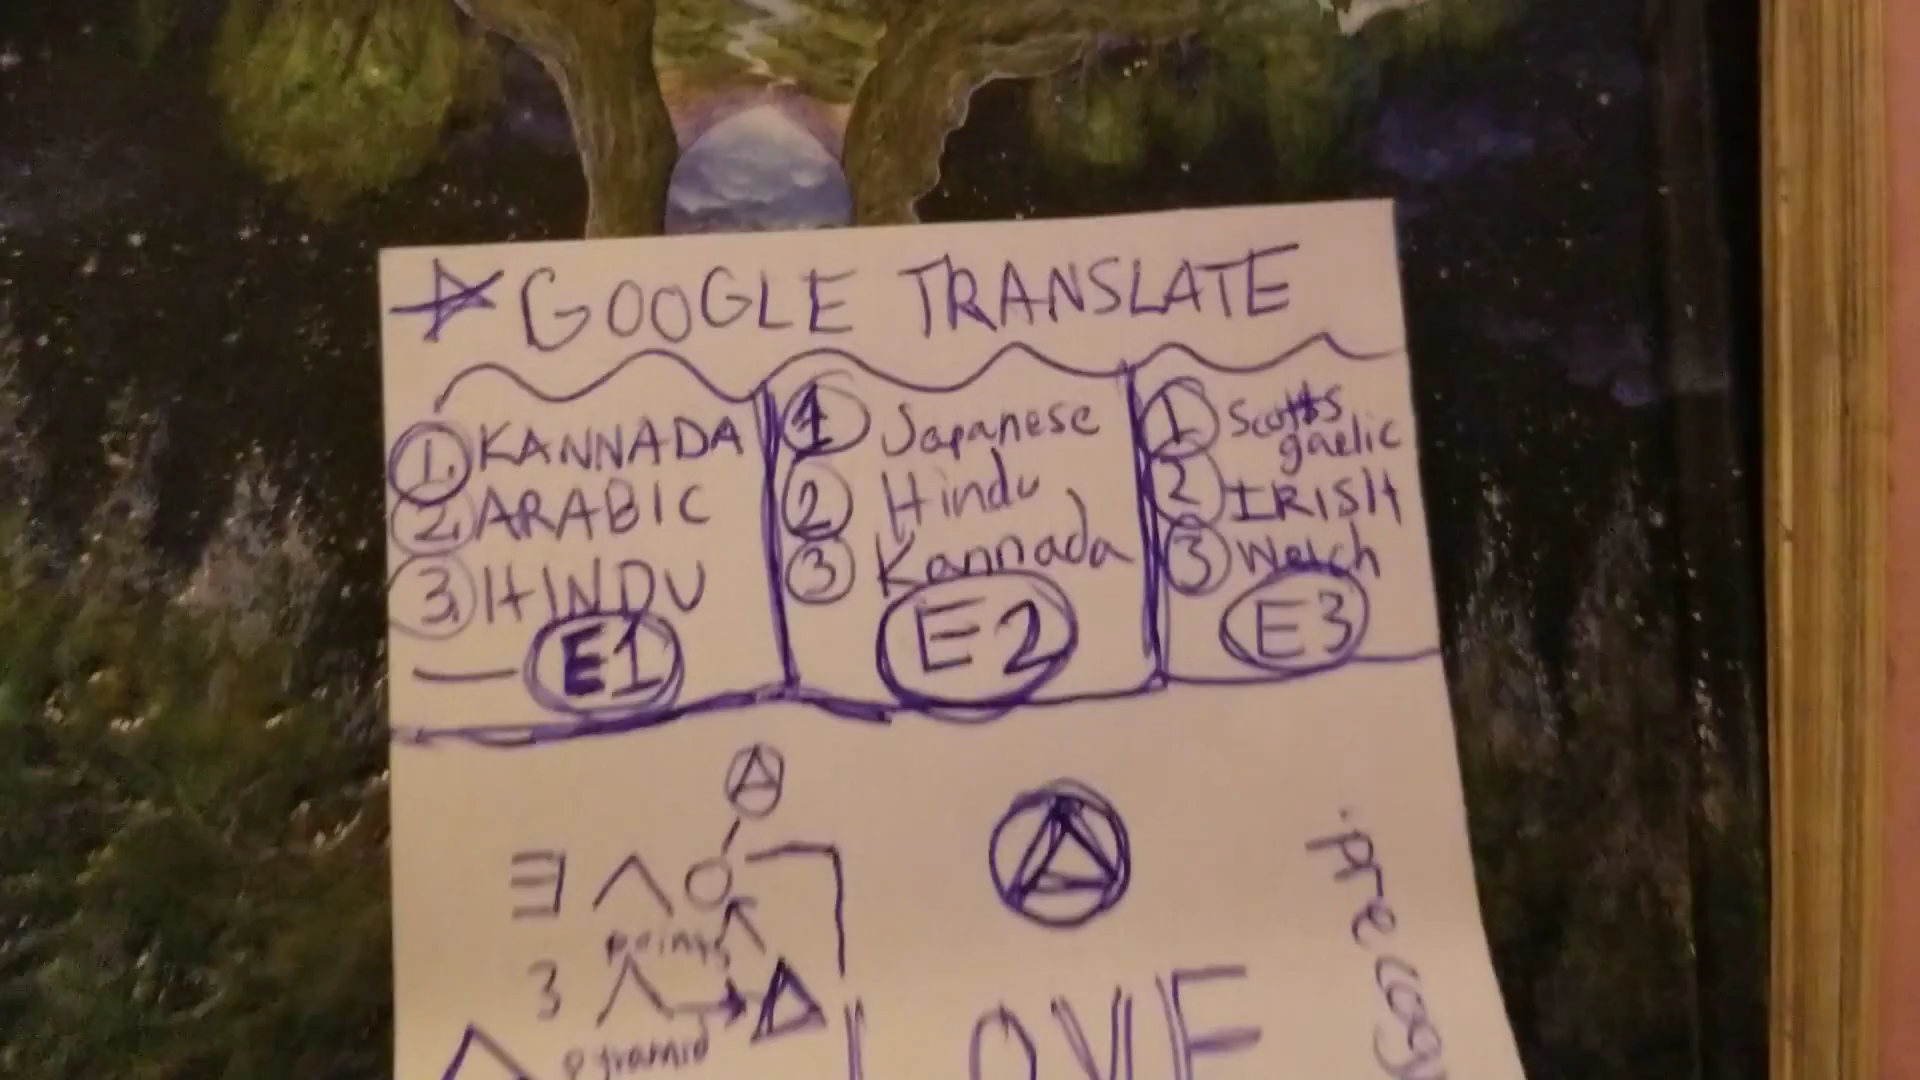 GOOGLE TRANSLATE
1. KANNADA
2. ARABIC
3. HINDU
E1
1 Japanese
2 Hindu
3 Kannada
E2
1 Scotts
gaelic
2 IRISH
3 Welch
E3
3
pyramid
LOVE